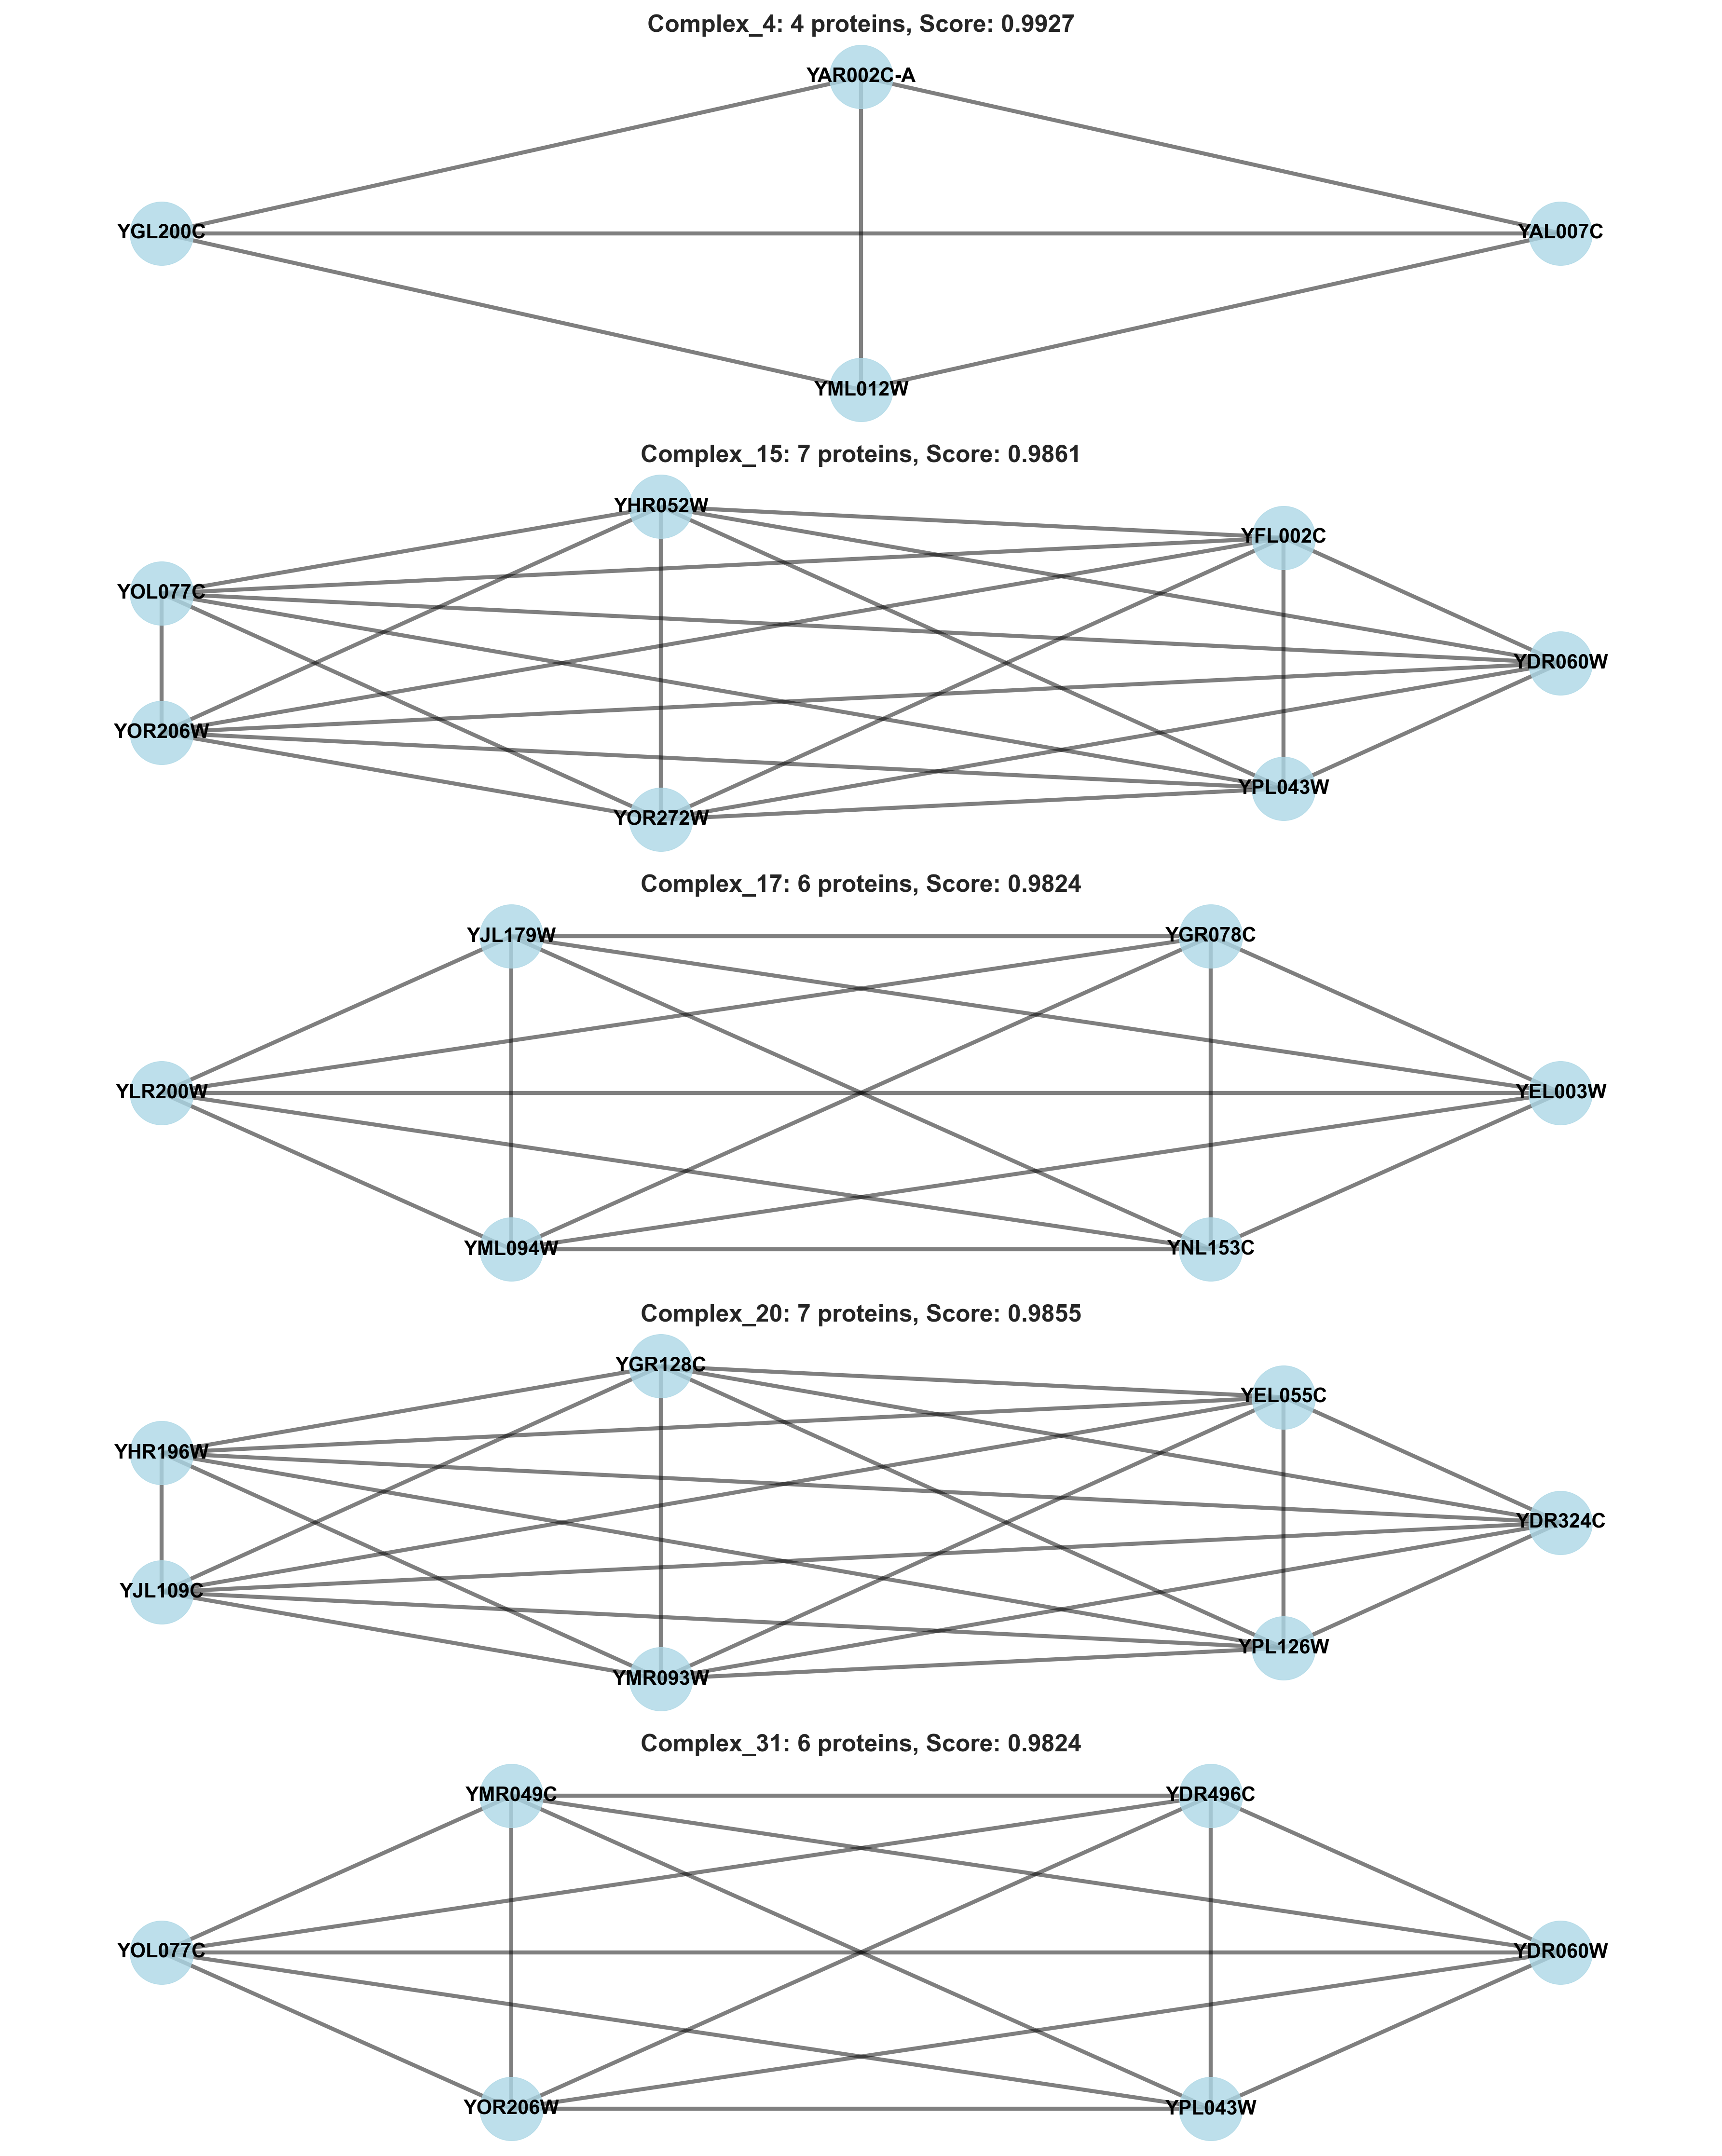 Complex_4: 4 proteins, Score: 0.9927
YAR002C-A
YGL200C
YAL007C
YML012W
Complex_15: 7 proteins, Score: 0.9861
YHR052W
YFL002C
YOL077C
YDR060W
YOR206W
YPL043W
YOR272W
Complex_17: 6 proteins, Score: 0.9824
YJL179W
YGR078C
YLR200W
YEL003W
YML094W
YNL153C
Complex_20: 7 proteins, Score: 0.9855
YGR128C
YEL055C
YHR196W
YDR324C
YJL109C
YPL126W
YMR093W
Complex_31: 6 proteins, Score: 0.9824
YMR049C
YDR496C
YOL077C
YDR060W
YOR206W
YPL043W